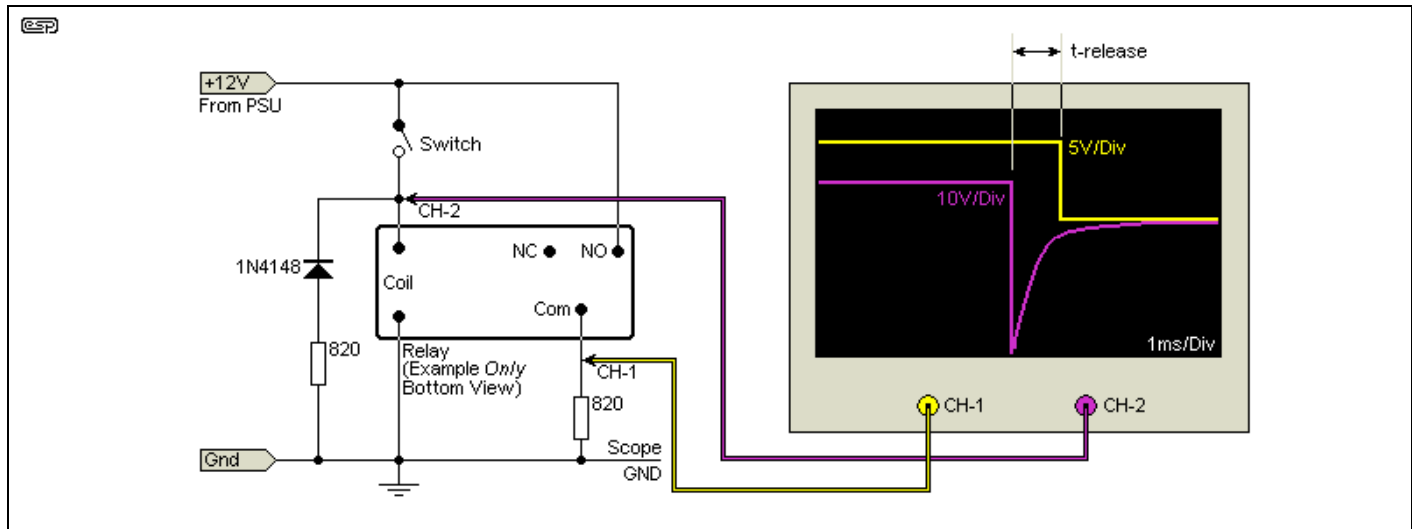 esp
t-release
+12V
From PSU
Switch
5V/Div
CH-2
10V/Div
NC
NO
1N4148
Coil
Com
820
Relay
(Example Only
Bottom View)
1ms/Div
CH-1
820
CH-1
CH-2
Scope
GND
Gnd